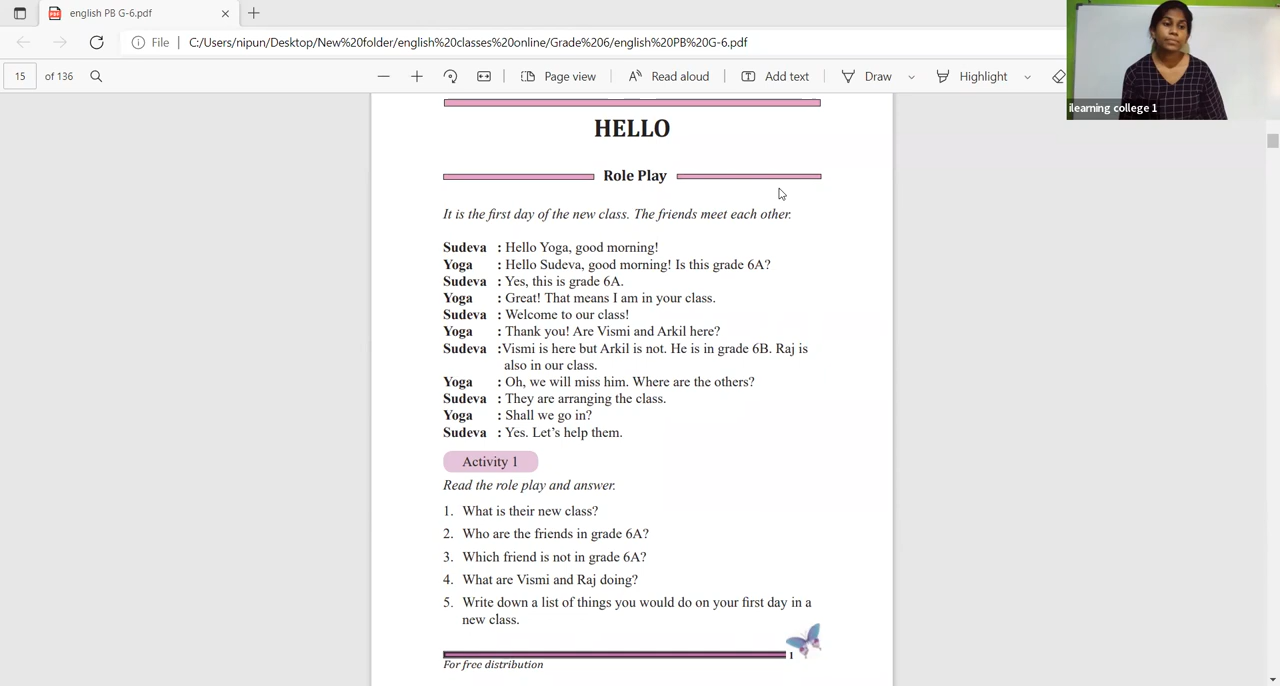 english PB G-6.pdf
File | C:/Users/nipun/Desktop/New%20folder/english%20classes%20online/Grade%206/english%20PB%20G-6.pdf
15 of 136 Page view Read aloud Add text Draw Highlight
ilearning college 1
HELLO
Role Play
It is the first day of the new class. The friends meet each other.
Sudeva : Hello Yoga, good morning!
Yoga : Hello Sudeva, good morning! Is this grade 6A?
Sudeva : Yes, this is grade 6A.
Yoga : Great! That means I am in your class.
Sudeva : Welcome to our class!
Yoga : Thank you! Are Vismi and Arkil here?
Sudeva :Vismi is here but Arkil is not. He is in grade 6B. Raj is
also in our class.
Yoga : Oh, we will miss him. Where are the others?
Sudeva : They are arranging the class.
Yoga : Shall we go in?
Sudeva : Yes. Let’s help them.
Activity 1
Read the role play and answer.
1. What is their new class?
2. Who are the friends in grade 6A?
3. Which friend is not in grade 6A?
4. What are Vismi and Raj doing?
5. Write down a list of things you would do on your first day in a
new class.
1
For free distribution